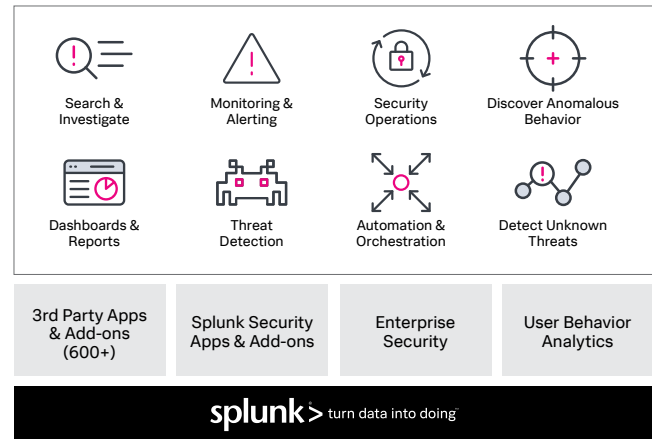 Search &
Investigate
Monitoring &
Alerting
Security
Operations
Discover Anomalous
Behavior
Dashboards &
Reports
Threat
Detection
Automation &
Orchestration
Detect Unknown
Threats
3rd Party Apps
& Add-ons
(600+)
Splunk Security
Apps & Add-ons
Enterprise
Security
User Behavior
Analytics
splunk> turn data into doing™